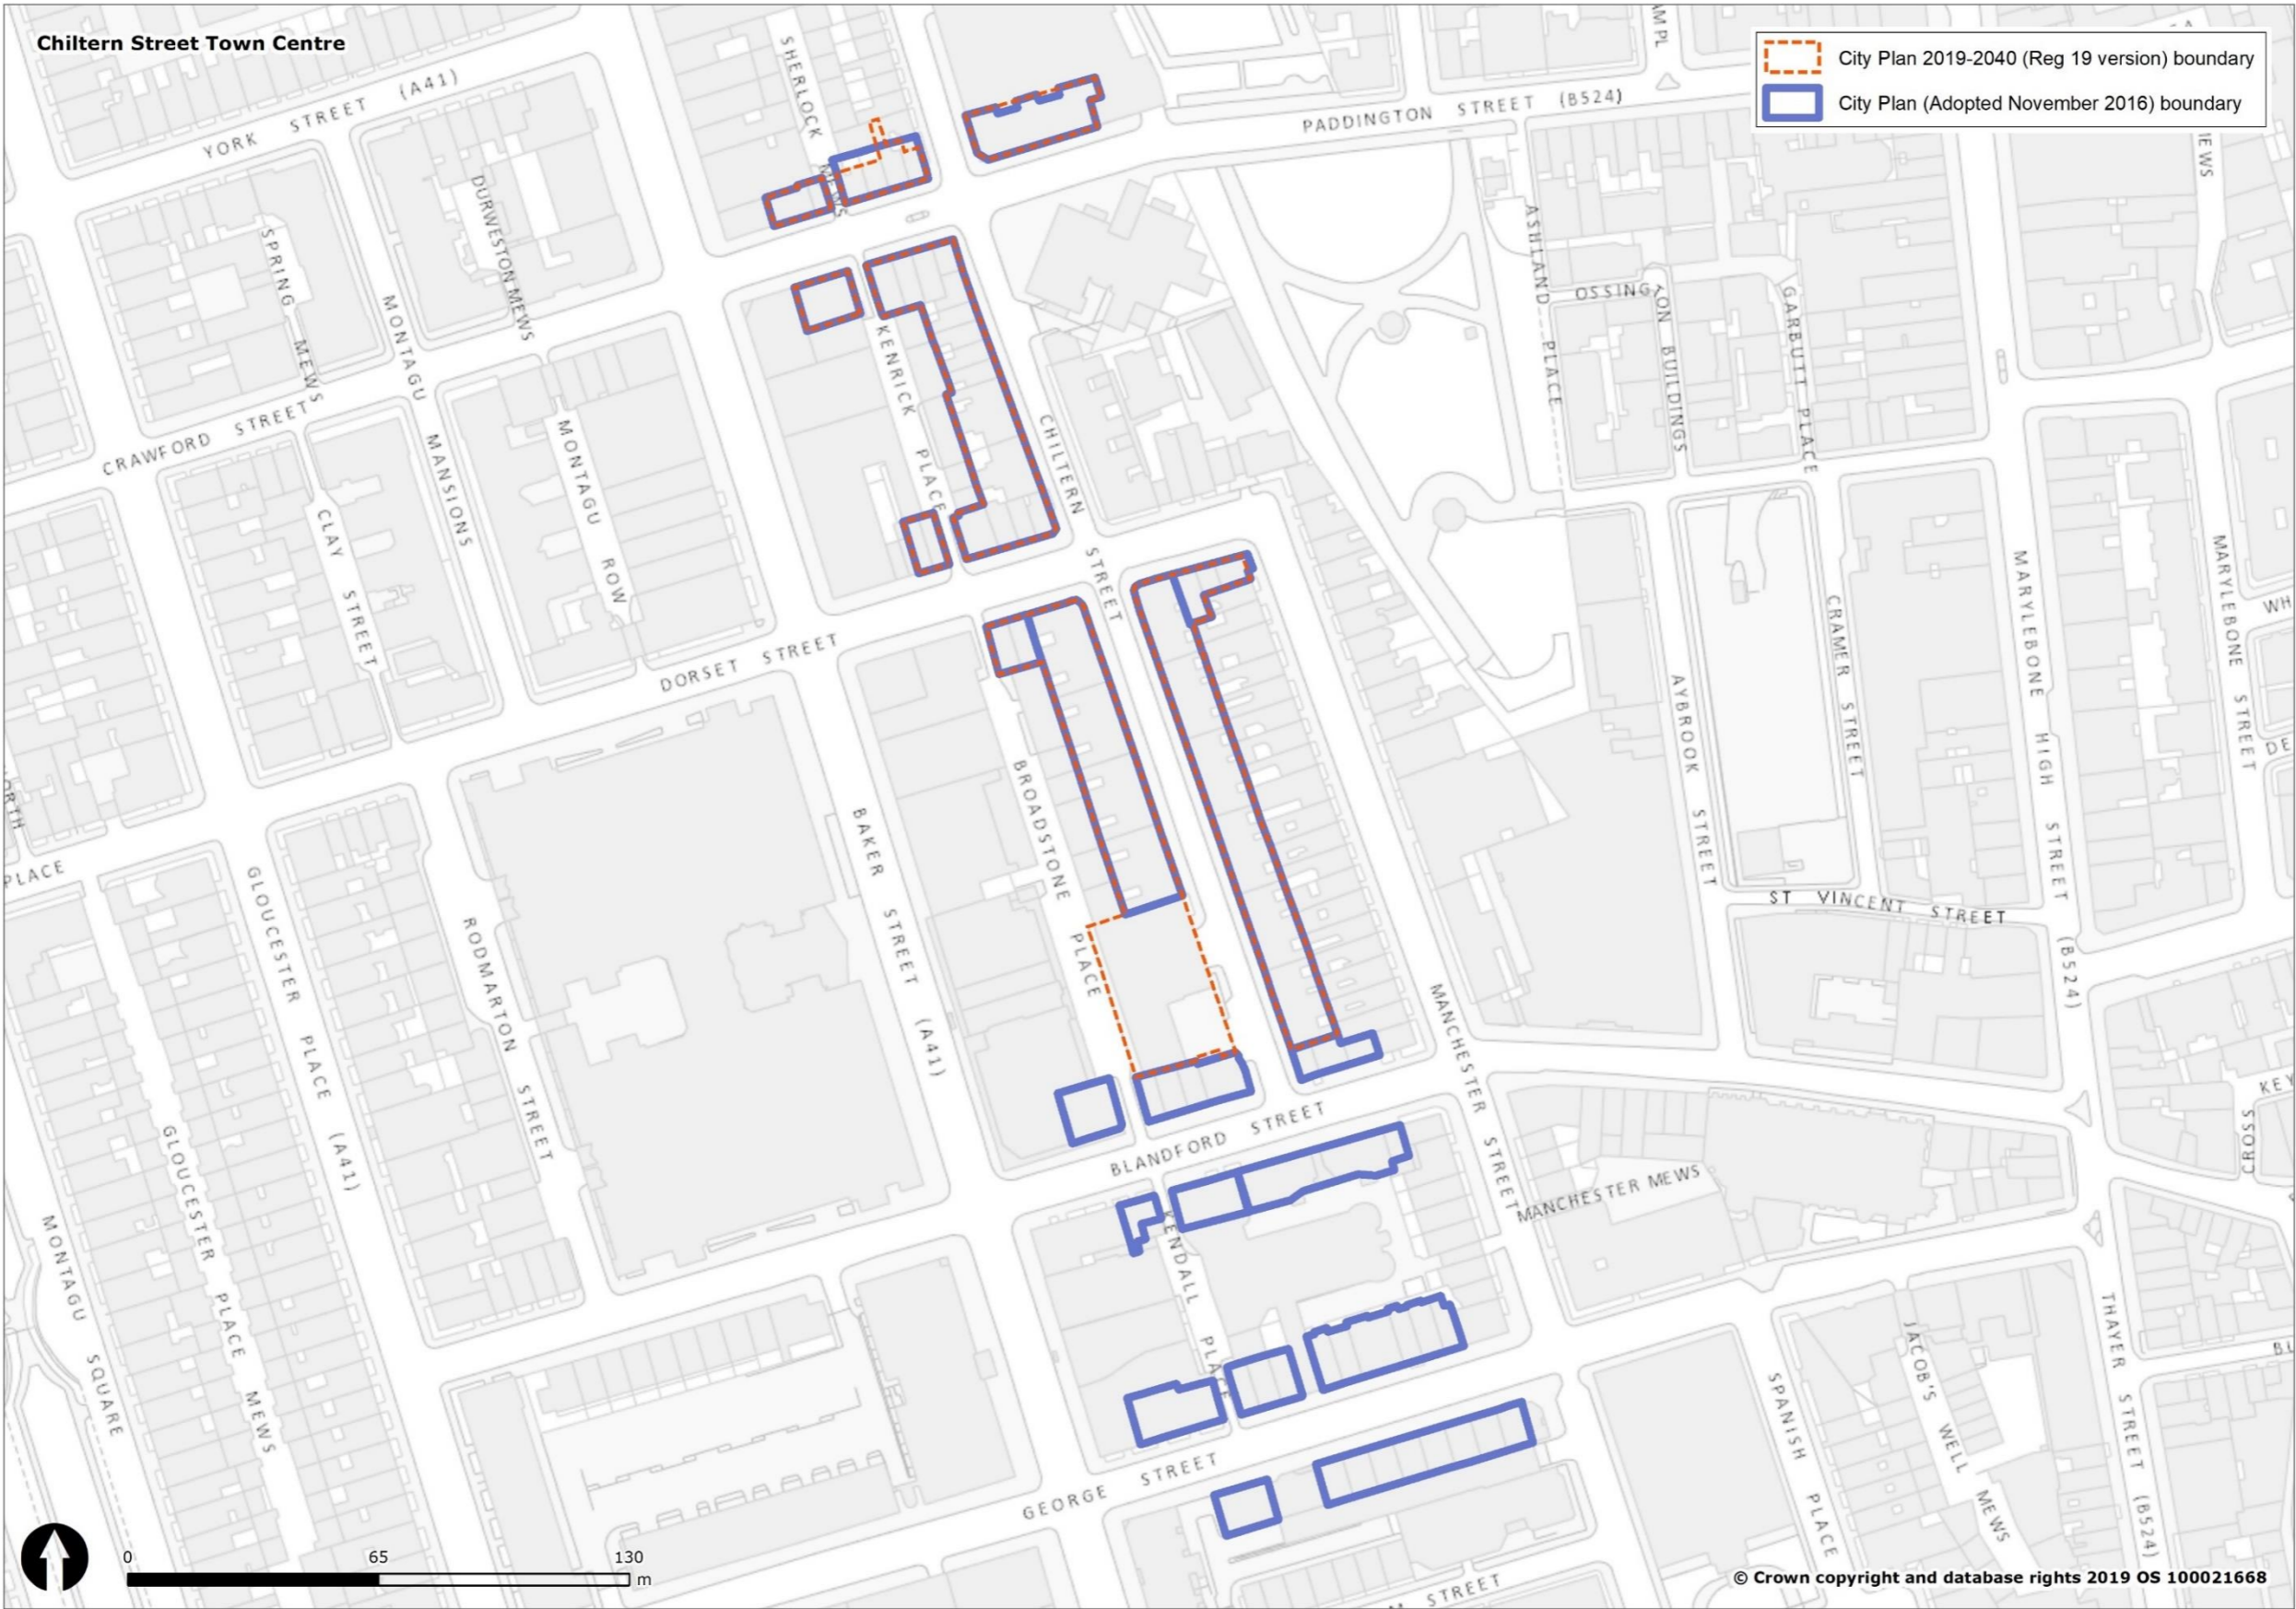 Chiltern Street Town Centre
City Plan 2019-2040 (Reg 19 version) boundary
City Plan (Adopted November 2016) boundary
YORK STREET (A41)
SHERLOCK MEWS
PADDINGTON STREET (B524)
SPRING MEWS
DURWESTON MEWS
MONTAGU MANSIONS
CRAWFORD STREET
MONTAGU ROW
CLAY STREET
KENRICK PLACE
CHILTERN STREET
ASHLAND PLACE
OSSINGTON BUILDINGS
GARBUTT PLACE
DORSET STREET
BROADSTONE PLACE
BAKER STREET (A41)
AYBROOK STREET
CRAMER STREET
MARYLEBONE HIGH STREET (B524)
MARYLEBONE STREET
ST VINCENT STREET
PLACE
GLOUCESTER PLACE (A41)
RODMARTON STREET
GLOUCESTER PLACE MEWS
MONTAGU SQUARE
MANCHESTER STREET
BLANDFORD STREET
MANCHESTER MEWS
KENDALL PLACE
GEORGE STREET
THAYER STREET (B524)
JACOB'S WELL MEWS
SPANISH PLACE
CROSS
KEY
STREET
0 65 130 m
© Crown copyright and database rights 2019 OS 100021668